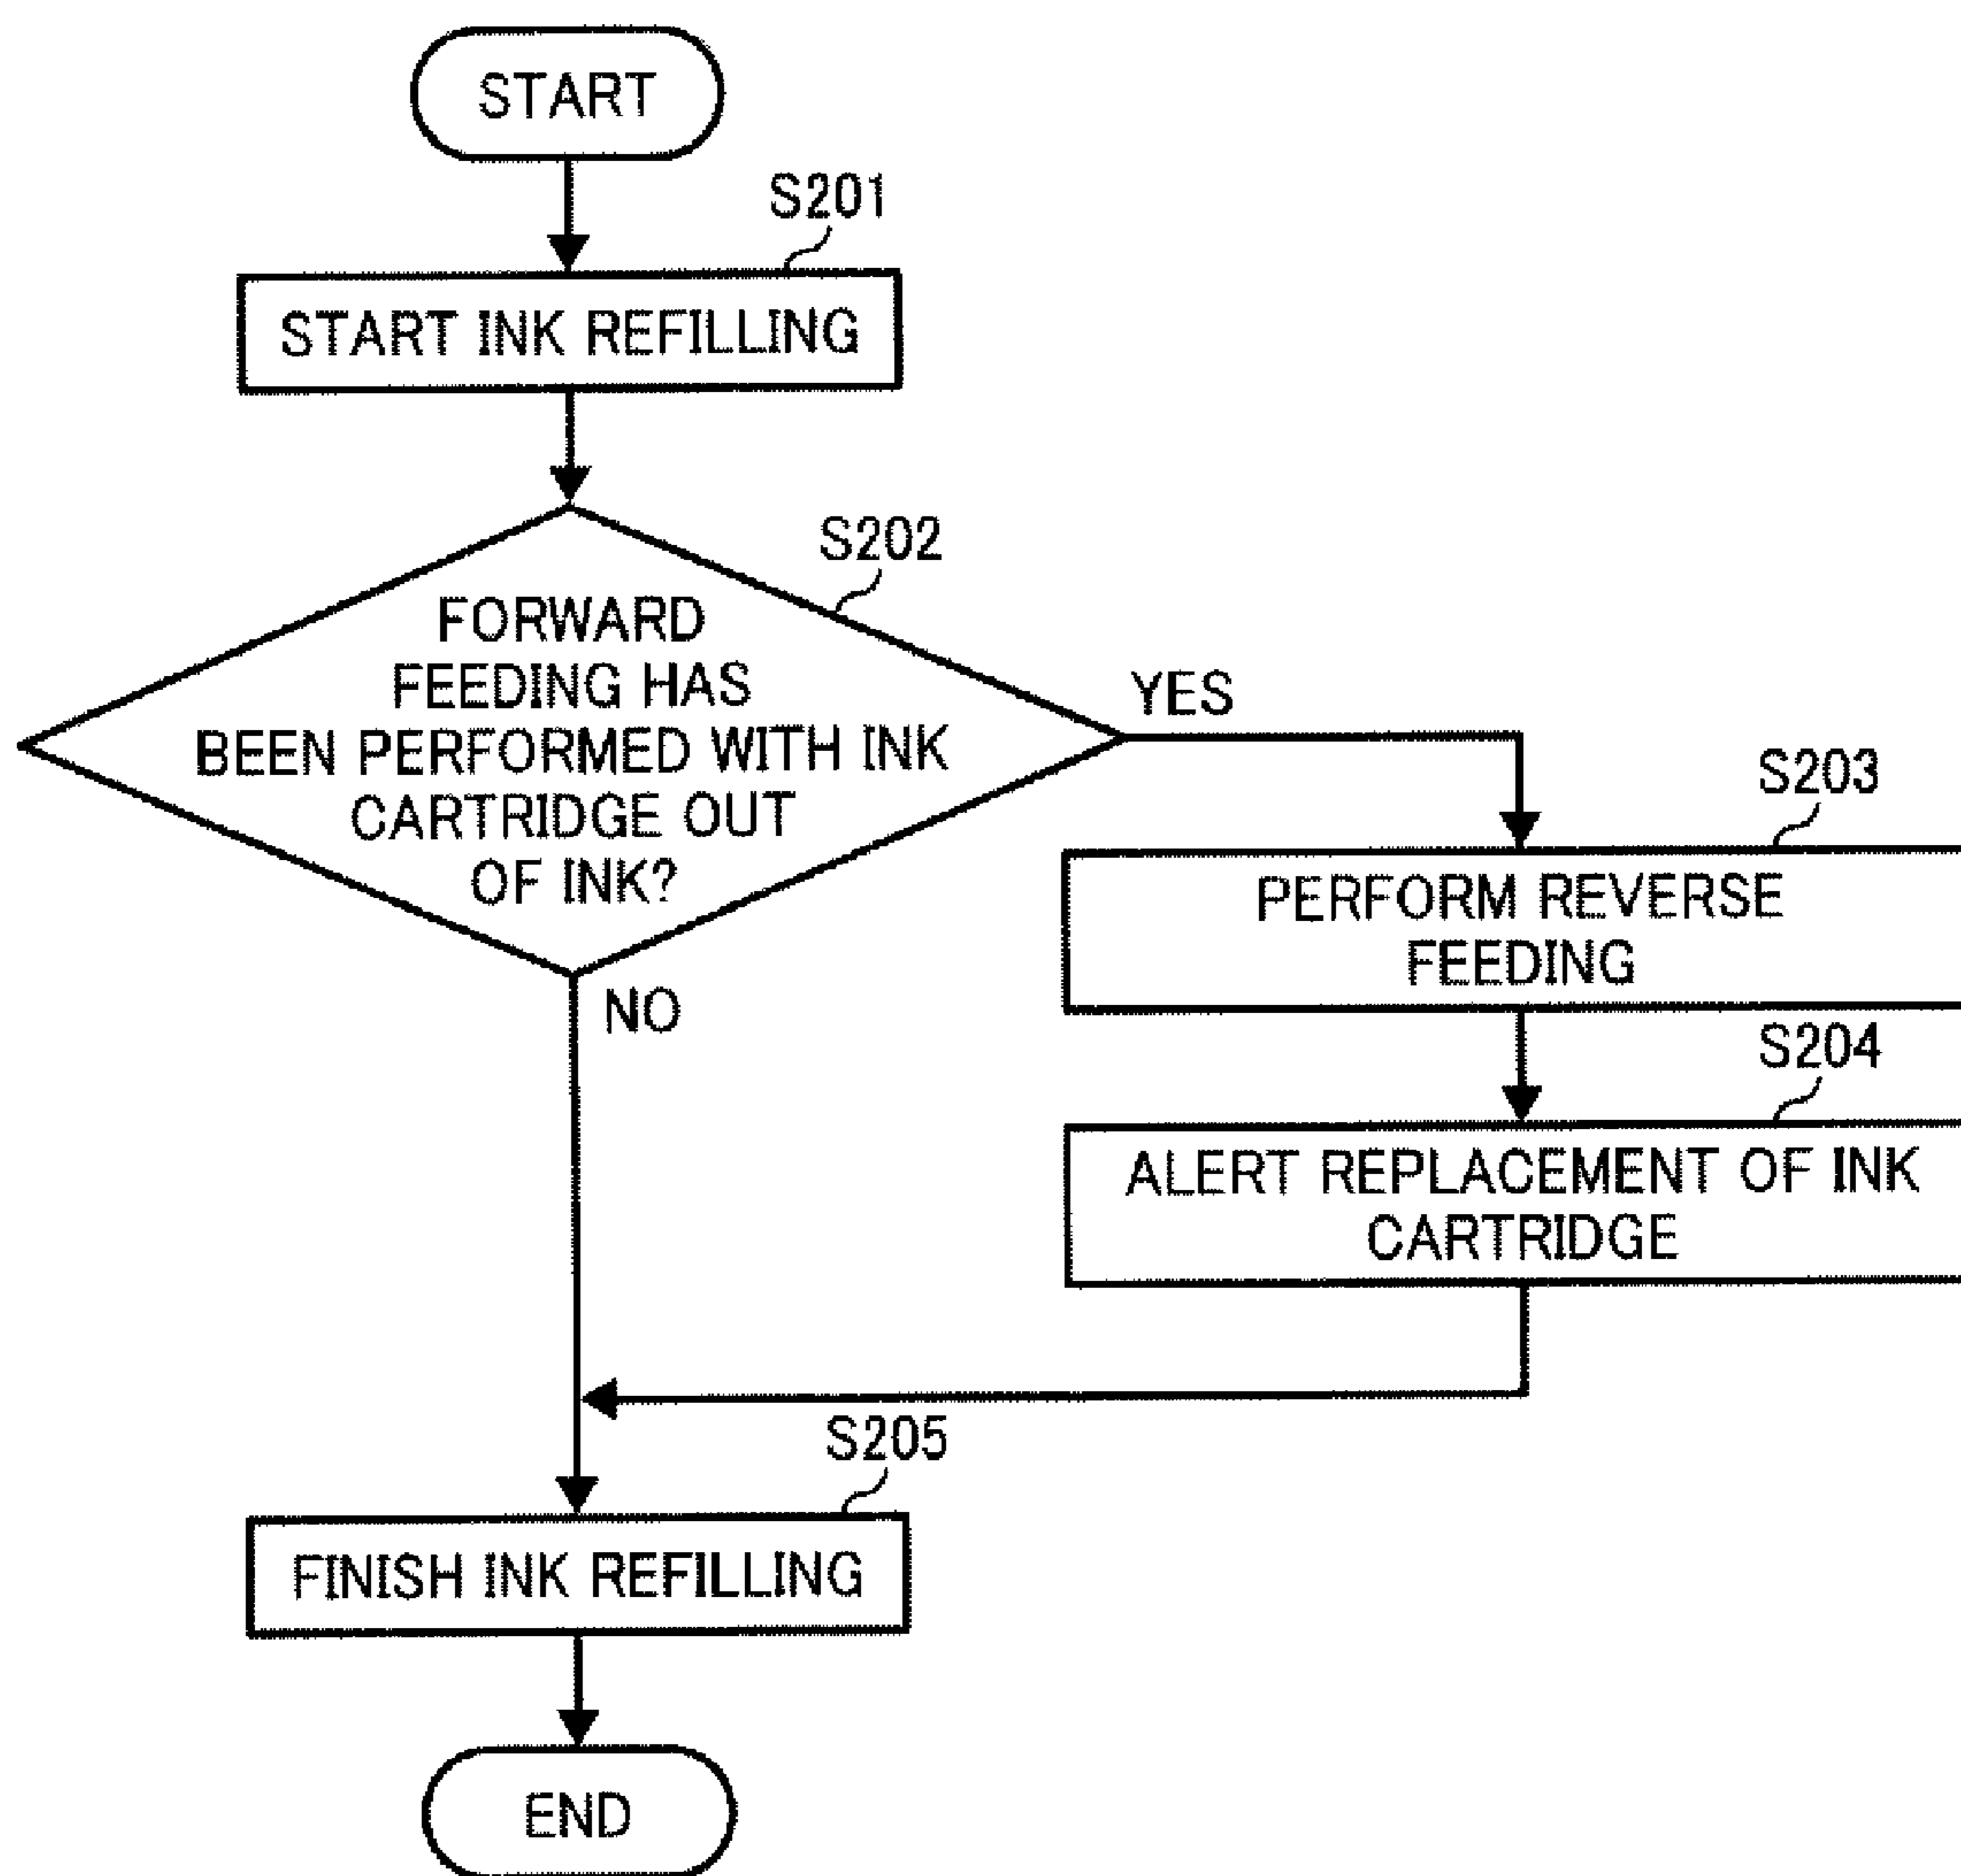 START
S201
START INK REFILLING
S202
FORWARD
FEEDING HAS
BEEN PERFORMED WITH INK
CARTRIDGE OUT
OF INK?
YES
NO
S203
PERFORM REVERSE
FEEDING
S204
ALERT REPLACEMENT OF INK
CARTRIDGE
S205
FINISH INK REFILLING
END